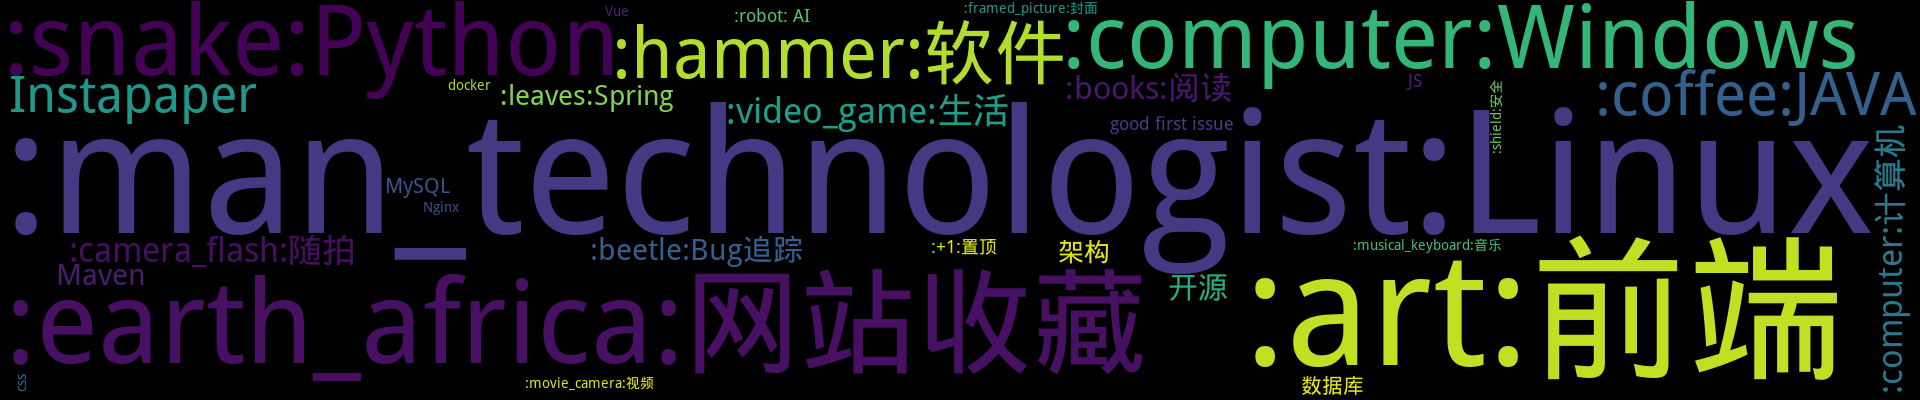 :snake:Python
Vue
:robot: AI
:framed_picture:封面
:hammer:软件
:computer:Windows
Instapaper
docker
:leaves:Spring
:video_game:生活
:books:阅读
JS
:shield:安全
:coffee:JAVA
good first issue
:man_technologist:Linux
MySQL
Nginx
:computer:计算机
:camera_flash:随拍
:beetle:Bug追踪
:+1:置顶
架构
:musical_keyboard:音乐
Maven
:earth_africa:网站收藏
开源
:art:前端
css
:movie_camera:视频
数据库